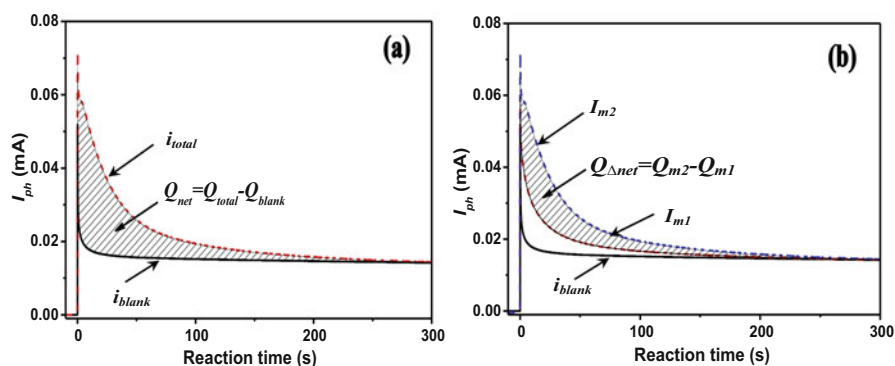 (a)
0.08
0.06
0.04
0.02
0.00
I_ph (mA)
i_total
Q_net=Q_total-Q_blank
i_blank
0 100 200 300
Reaction time (s)
(b)
0.08
0.06
0.04
0.02
0.00
I_ph (mA)
I_m2
Q_Δnet=Q_m2-Q_m1
I_m1
i_blank
0 100 200 300
Reaction time (s)